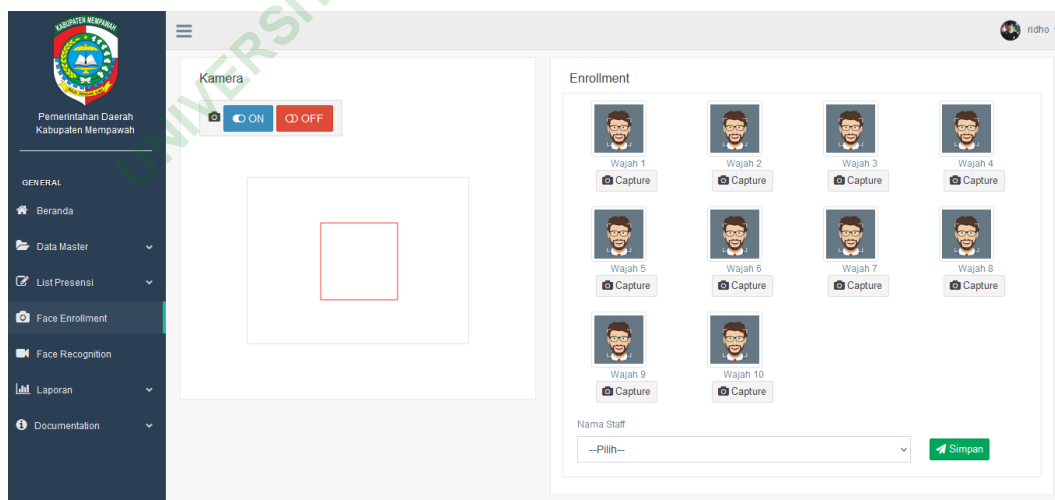 KABUPATEN MEMPAWAH
Pemerintahan Daerah
Kabupaten Mempawah
GENERAL
Beranda
Data Master
List Presensi
Face Enrollment
Face Recognition
Laporan
Documentation
ridho
Kamera
ON OFF
Enrollment
Wajah 1 Wajah 2 Wajah 3 Wajah 4
Capture Capture Capture Capture
Wajah 5 Wajah 6 Wajah 7 Wajah 8
Capture Capture Capture Capture
Wajah 9 Wajah 10
Capture Capture
Nama Staff
--Pilih--
Simpan
UNIVERSI